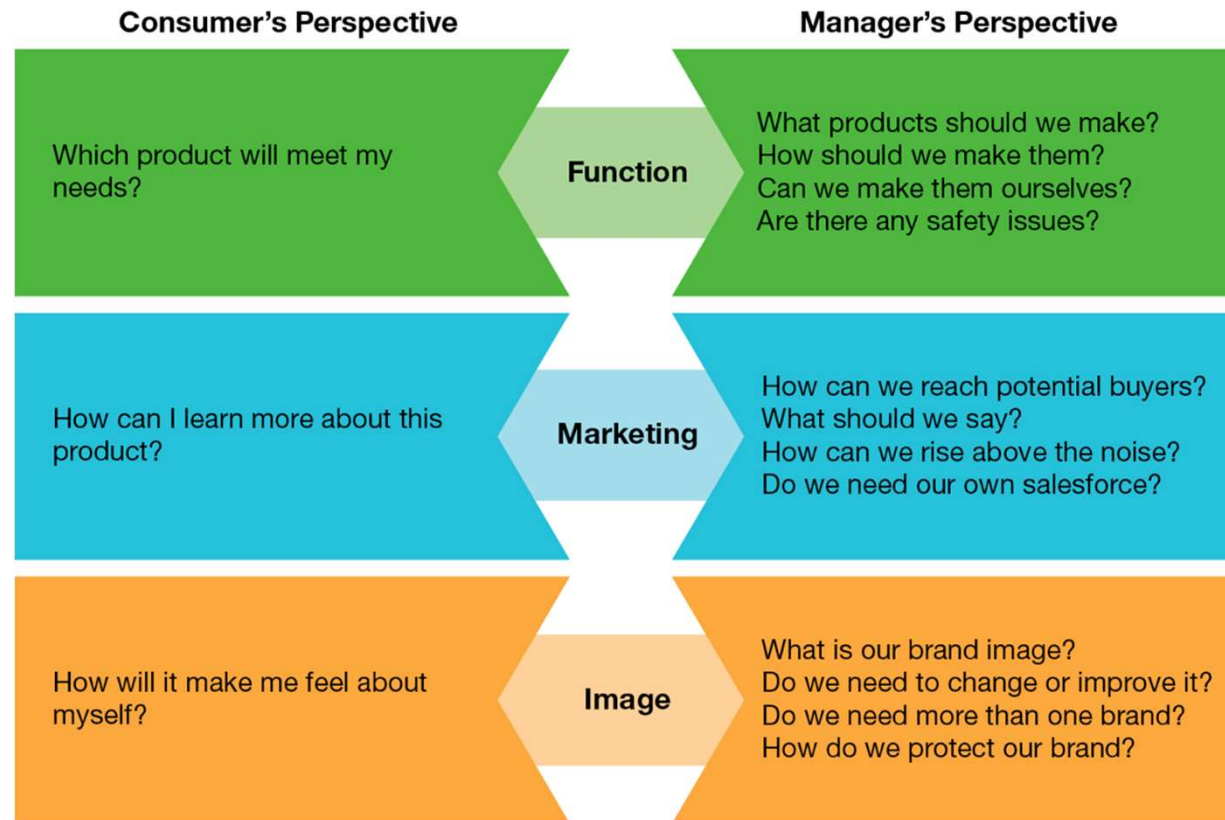 Consumer's Perspective
Manager's Perspective
Which product will meet my
needs?
Function
What products should we make?
How should we make them?
Can we make them ourselves?
Are there any safety issues?
How can I learn more about this
product?
Marketing
How can we reach potential buyers?
What should we say?
How can we rise above the noise?
Do we need our own salesforce?
How will it make me feel about
myself?
Image
What is our brand image?
Do we need to change or improve it?
Do we need more than one brand?
How do we protect our brand?